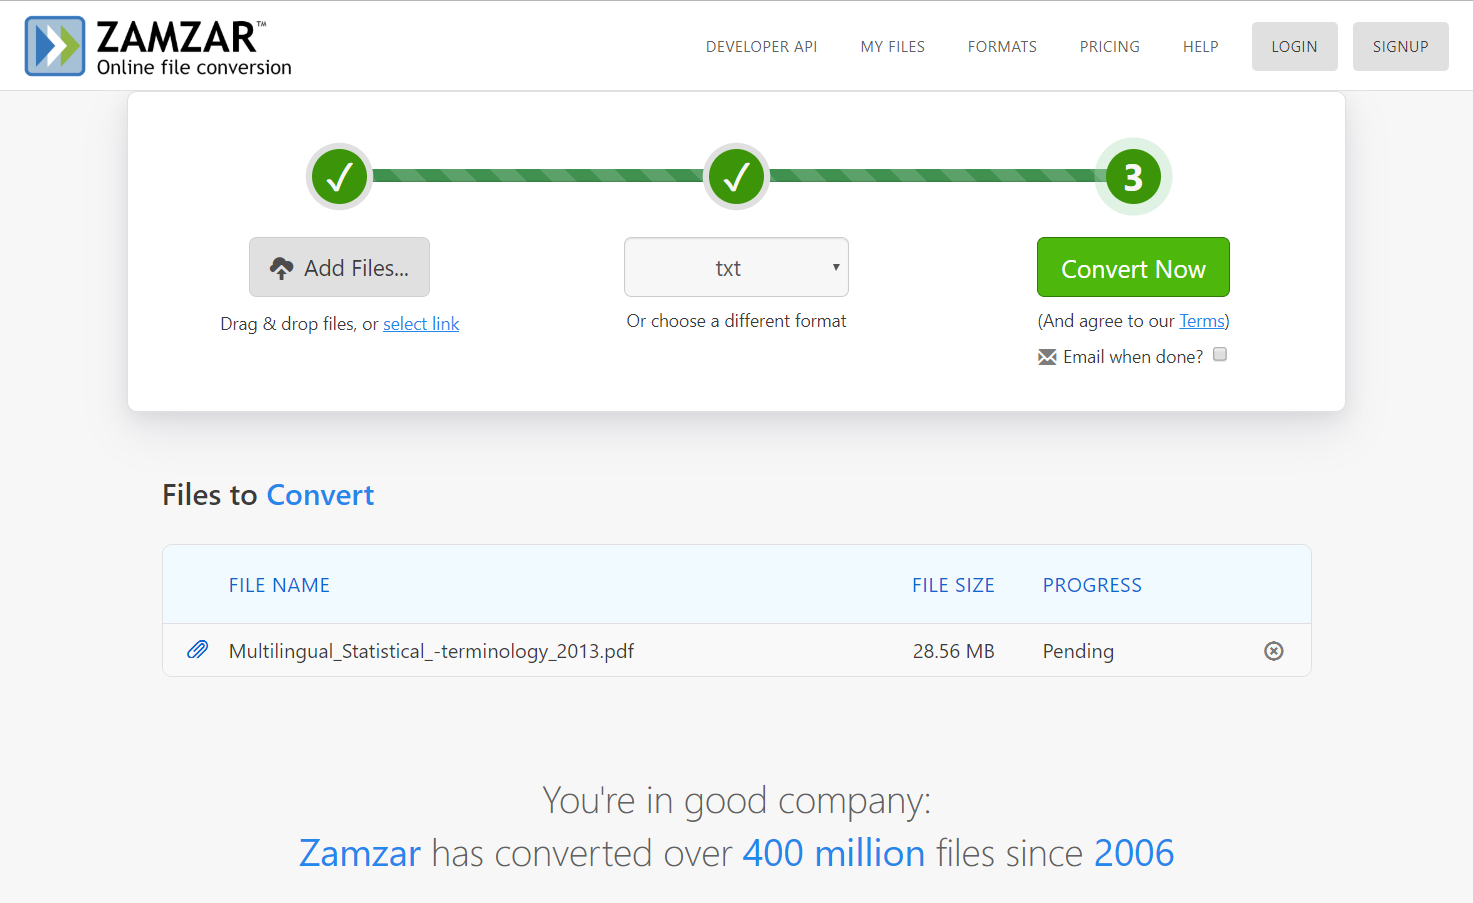 ZAMZAR™
Online file conversion
DEVELOPER API
MY FILES
FORMATS
PRICING
HELP
LOGIN
SIGNUP
3
Add Files...
txt
Convert Now
Drag & drop files, or select link
Or choose a different format
(And agree to our Terms)
Email when done?
Files to Convert
FILE NAME
FILE SIZE
PROGRESS
Multilingual_Statistical_-terminology_2013.pdf
28.56 MB
Pending
You're in good company:
Zamzar has converted over 400 million files since 2006